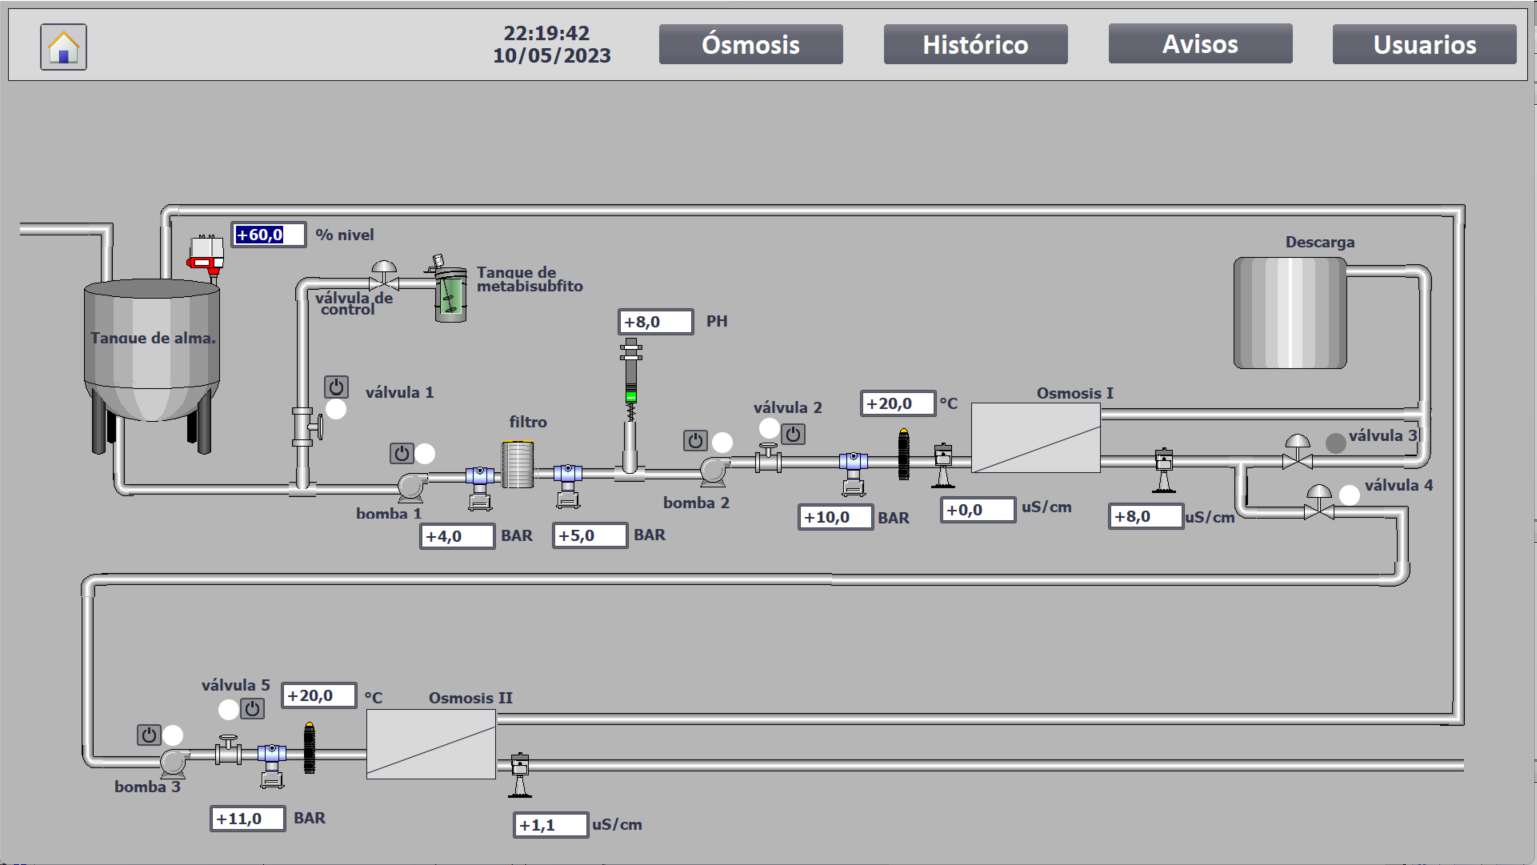 22:19:42
10/05/2023
Ósmosis
Histórico
Avisos
Usuarios
+60,0
% nivel
Descarga
Tanque de
metabisubfito
válvula de
control
Tanque de alma.
+8,0
PH
válvula 1
Osmosis I
+20,0
°C
válvula 2
filtro
válvula 3
válvula 4
bomba 1
bomba 2
+4,0
BAR
+5,0
BAR
+10,0
BAR
+0,0
uS/cm
+8,0
uS/cm
válvula 5
+20,0
°C
Osmosis II
bomba 3
+11,0
BAR
+1,1
uS/cm